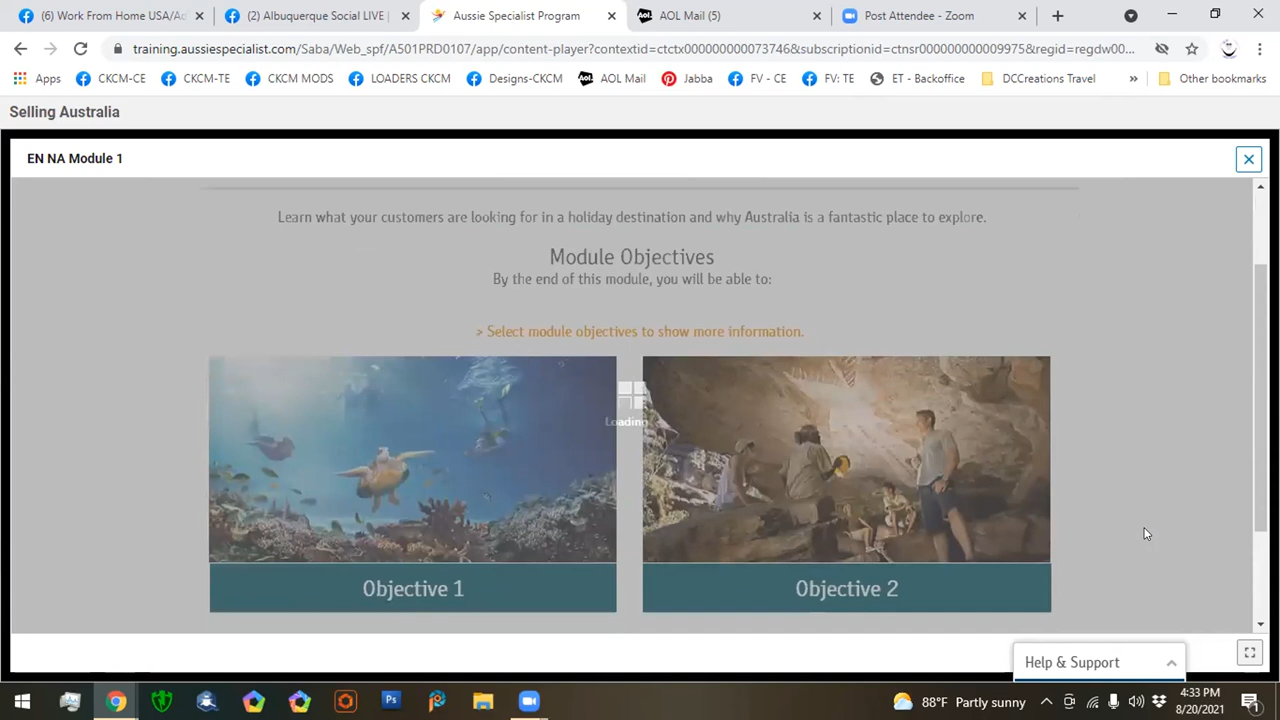 (6) Work From Home USA/Ad
(2) Albuquerque Social LIVE |
Aussie Specialist Program
AOL Mail (5)
Post Attendee - Zoom
training.aussiespecialist.com/Saba/Web_spf/A501PRD0107/app/content-player?contextid=ctctx000000000073746&subscriptionid=ctnsr000000000009975&regid=regdw00...
Apps
CKCM-CE
CKCM-TE
CKCM MODS
LOADERS CKCM
Designs-CKCM
AOL Mail
Jabba
FV - CE
FV: TE
ET - Backoffice
DCCreations Travel
»
Other bookmarks
Selling Australia
EN NA Module 1
Learn what your customers are looking for in a holiday destination and why Australia is a fantastic place to explore.
Module Objectives
By the end of this module, you will be able to:
> Select module objectives to show more information.
Loading
Objective 1
Objective 2
Help & Support
88°F Partly sunny
4:33 PM
8/20/2021